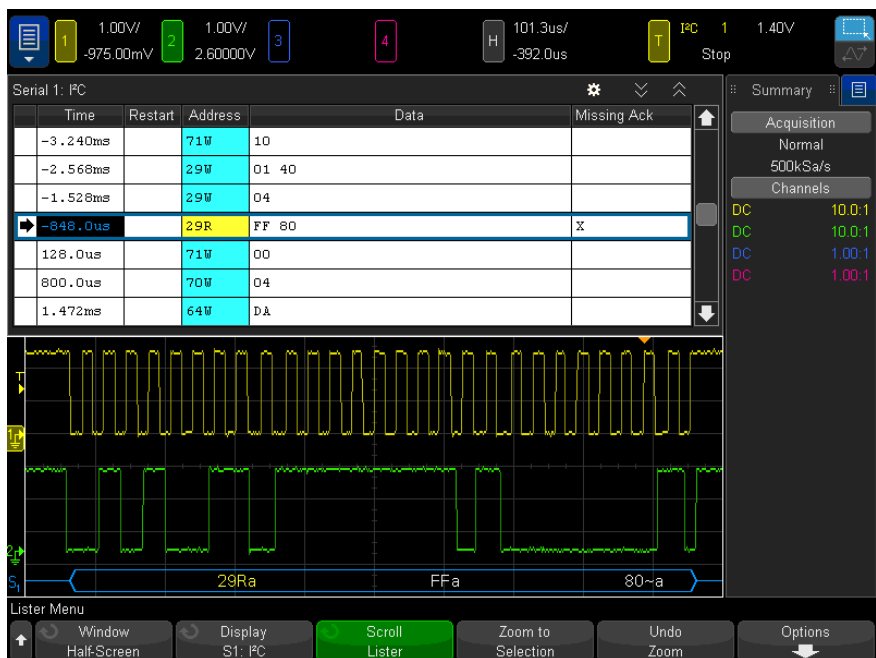 1 1.00V/ 2 1.00V/ 3 4 H 101.3us/ T I²C 1 1.40V
-975.00mV 2.60000V -392.0us Stop
Serial 1: I²C
Time Restart Address Data Missing Ack
-3.240ms 71W 10
-2.568ms 29W 01 40
-1.528ms 29W 04
-848.0us 29R FF 80 X
128.0us 71W 00
800.0us 70W 04
1.472ms 64W DA
Summary
Acquisition
Normal
500kSa/s
Channels
DC 10.0:1
DC 10.0:1
DC 1.00:1
DC 1.00:1
T
1
2
S1 29Ra FFa 80~a
Lister Menu
Window
Half-Screen
Display
S1: I²C
Scroll
Lister
Zoom to
Selection
Undo
Zoom
Options